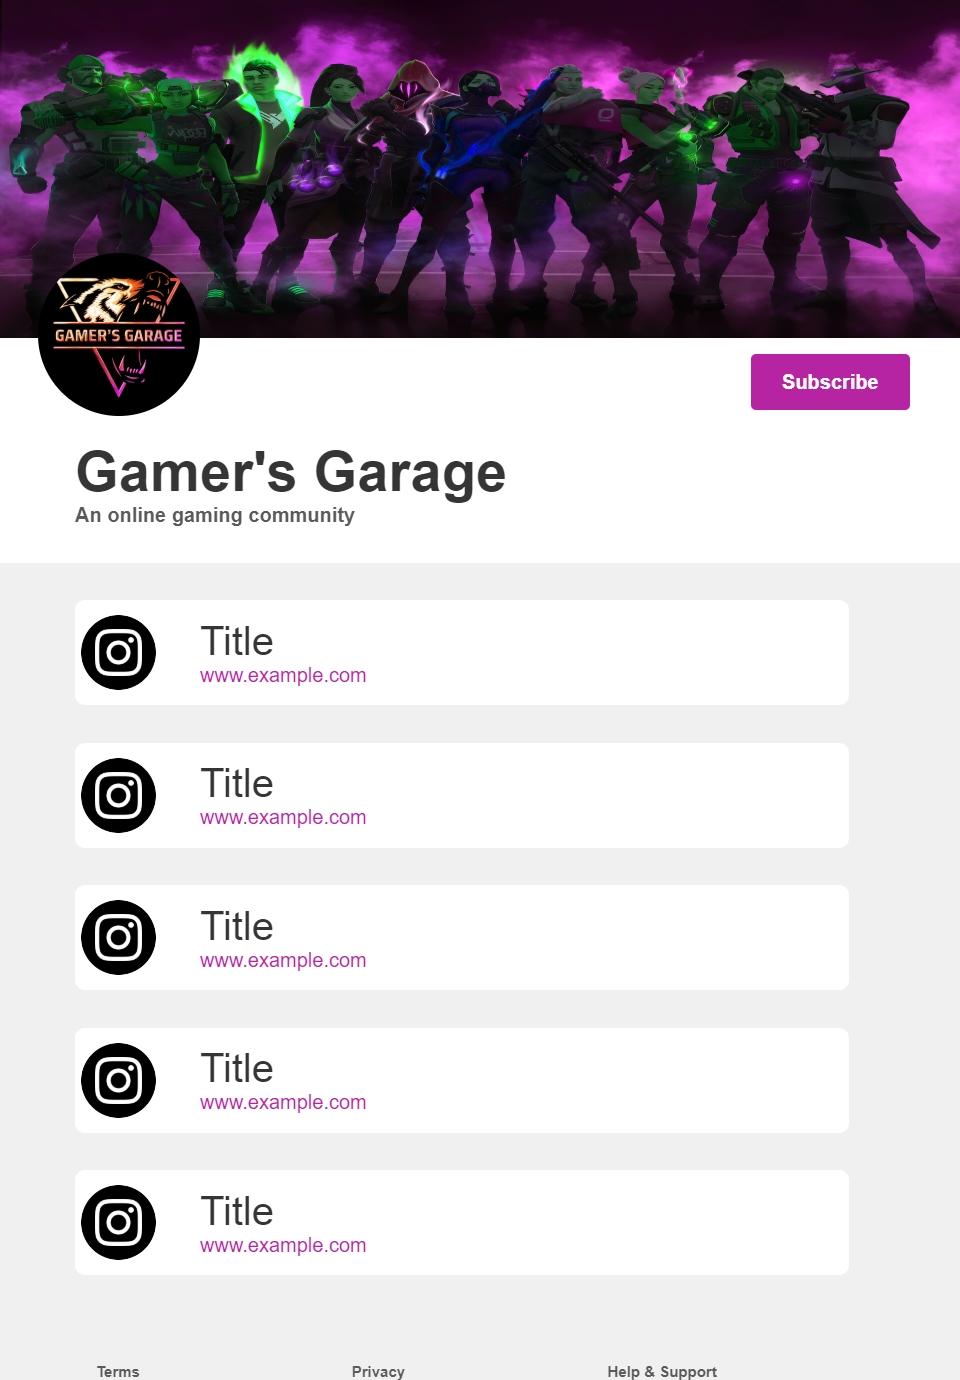 GAMER'S GARAGE
Subscribe
Gamer's Garage
An online gaming community
Title
www.example.com
Title
www.example.com
Title
www.example.com
Title
www.example.com
Title
www.example.com
Terms
Privacy
Help & Support